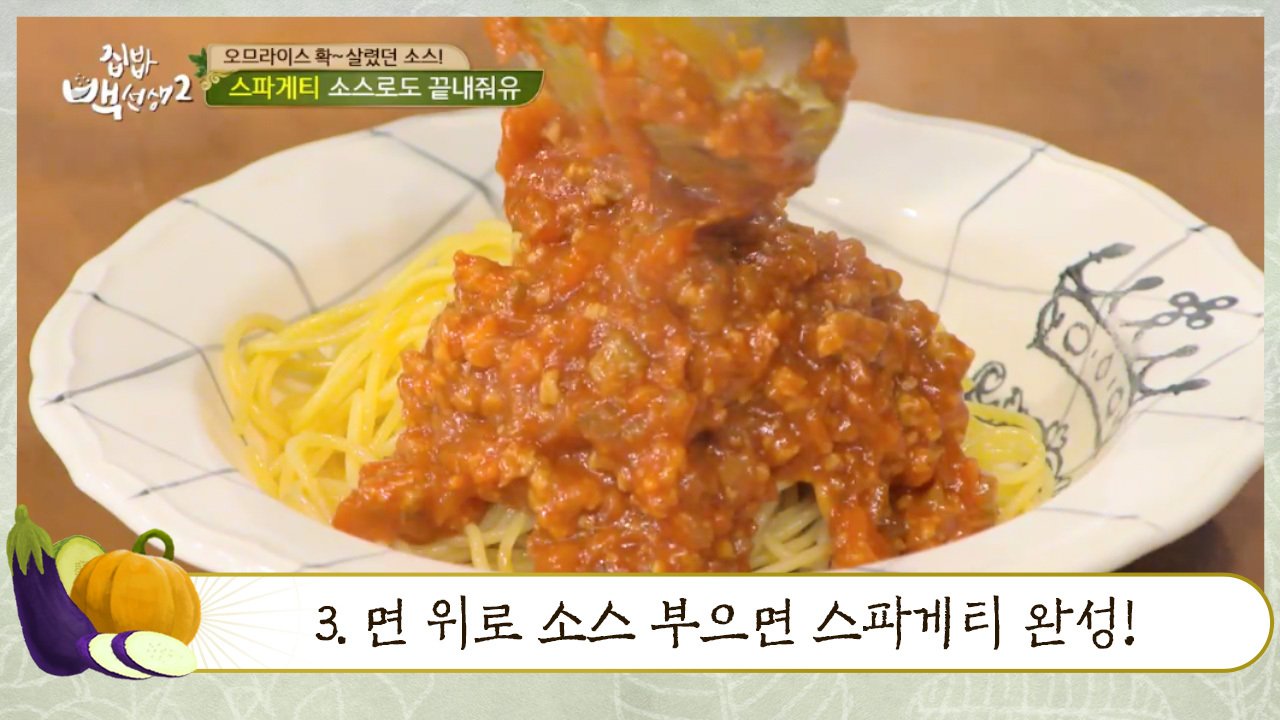 집밥
백선생2
오므라이스 확~ 살렸던 소스!
스파게티 소스로도 끝내줘유
3. 면 위로 소스 부으면 스파게티 완성!